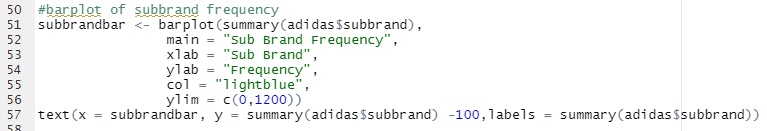 50 #barplot of subbrand frequency
51 subbrandbar <- barplot(summary(adidas$subbrand),
52 main = "Sub Brand Frequency",
53 xlab = "Sub Brand",
54 ylab = "Frequency",
55 col = "lightblue",
56 ylim = c(0,1200))
57 text(x = subbrandbar, y = summary(adidas$subbrand) -100,labels = summary(adidas$subbrand))
58